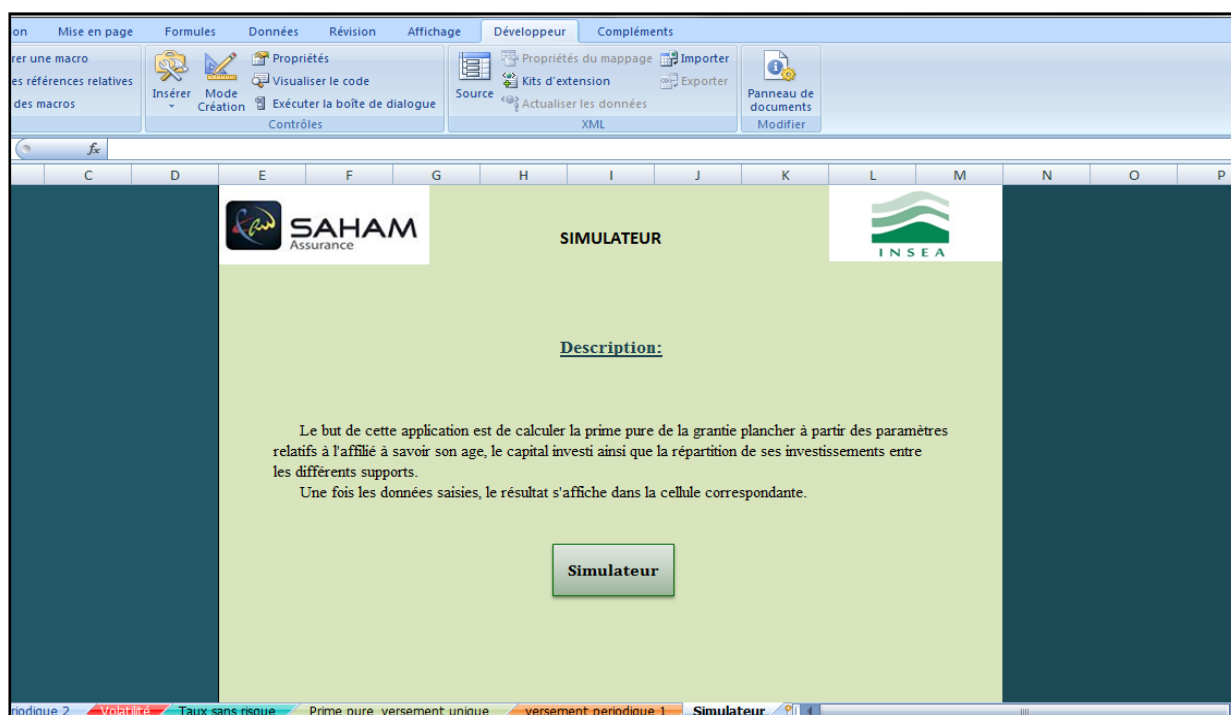 on Mise en page Formules Données Révision Affichage Développeur Compléments
rer une macro
es références relatives
des macros
Insérer
Mode Création
Propriétés
Visualiser le code
Exécuter la boîte de dialogue
Contrôles
Source
Propriétés du mappage
Kits d'extension
Actualiser les données
Importer
Exporter
XML
Panneau de documents
Modifier
fx
C D E F G H I J K L M N O P
SAHAM
Assurance
SIMULATEUR
INSEA
Description:
Le but de cette application est de calculer la prime pure de la grantie plancher à partir des paramètres
relatifs à l'affilié à savoir son age, le capital investi ainsi que la répartition de ses investissements entre
les différents supports.
Une fois les données saisies, le résultat s'affiche dans la cellule correspondante.
Simulateur
riodique 2 Volatilité Taux sans risque Prime pure versement unique versement periodique 1 Simulateur